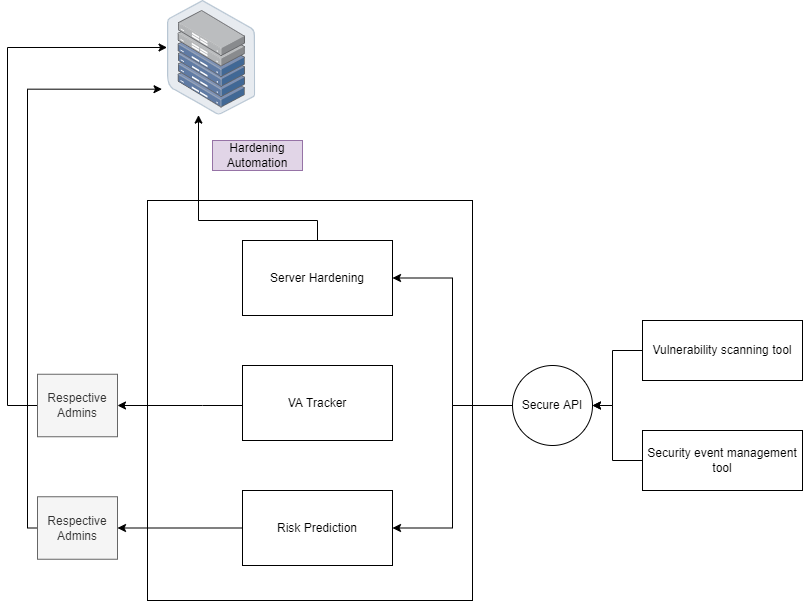 Hardening
Automation
Server Hardening
Vulnerability scanning tool
Respective
Admins
VA Tracker
Secure API
Security event management
tool
Respective
Admins
Risk Prediction